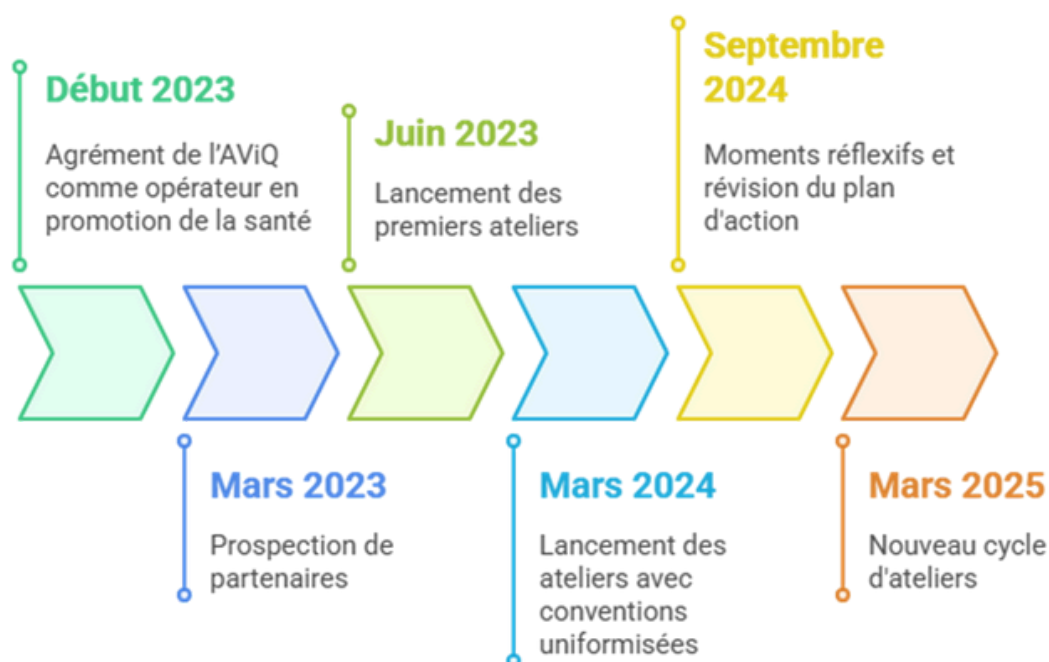 Début 2023
Agrément de l'AViQ
comme opérateur en
promotion de la santé
Mars 2023
Prospection de
partenaires
Juin 2023
Lancement des
premiers ateliers
Mars 2024
Lancement des
ateliers avec
conventions
uniformisées
Septembre
2024
Moments réflexifs et
révision du plan
d'action
Mars 2025
Nouveau cycle
d'ateliers